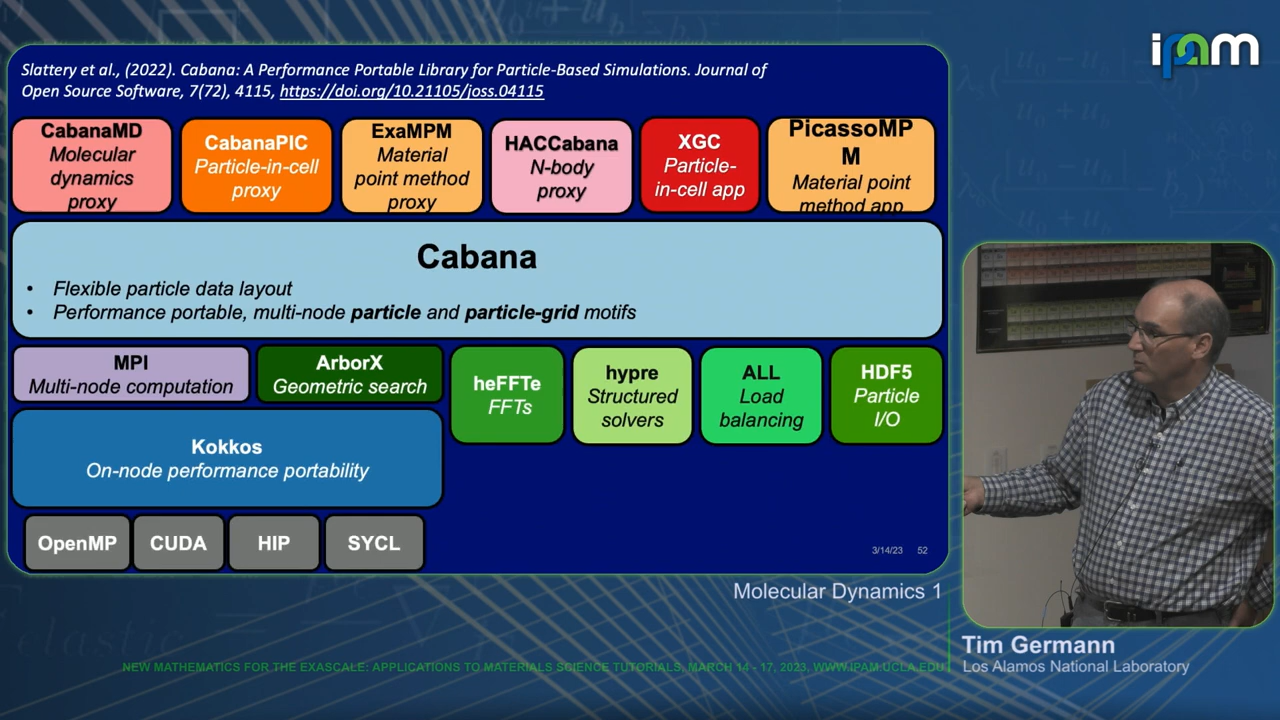 ipam
Slattery et al., (2022). Cabana: A Performance Portable Library for Particle-Based Simulations. Journal of
Open Source Software, 7(72), 4115, https://doi.org/10.21105/joss.04115
CabanaMD
Molecular
dynamics
proxy
CabanaPIC
Particle-in-cell
proxy
ExaMPM
Material
point method
proxy
HACCabana
N-body
proxy
XGC
Particle-
in-cell app
PicassoMP
M
Material point
method app
Cabana
• Flexible particle data layout
• Performance portable, multi-node particle and particle-grid motifs
MPI
Multi-node computation
ArborX
Geometric search
heFFTe
FFTs
hypre
Structured
solvers
ALL
Load
balancing
HDF5
Particle
I/O
Kokkos
On-node performance portability
OpenMP
CUDA
HIP
SYCL
3/14/23 52
Molecular Dynamics 1
Tim Germann
Los Alamos National Laboratory
NEW MATHEMATICS FOR THE EXASCALE: APPLICATIONS TO MATERIALS SCIENCE TUTORIALS, MARCH 14 - 17, 2023, WWW.IPAM.UCLA.EDU
elastic